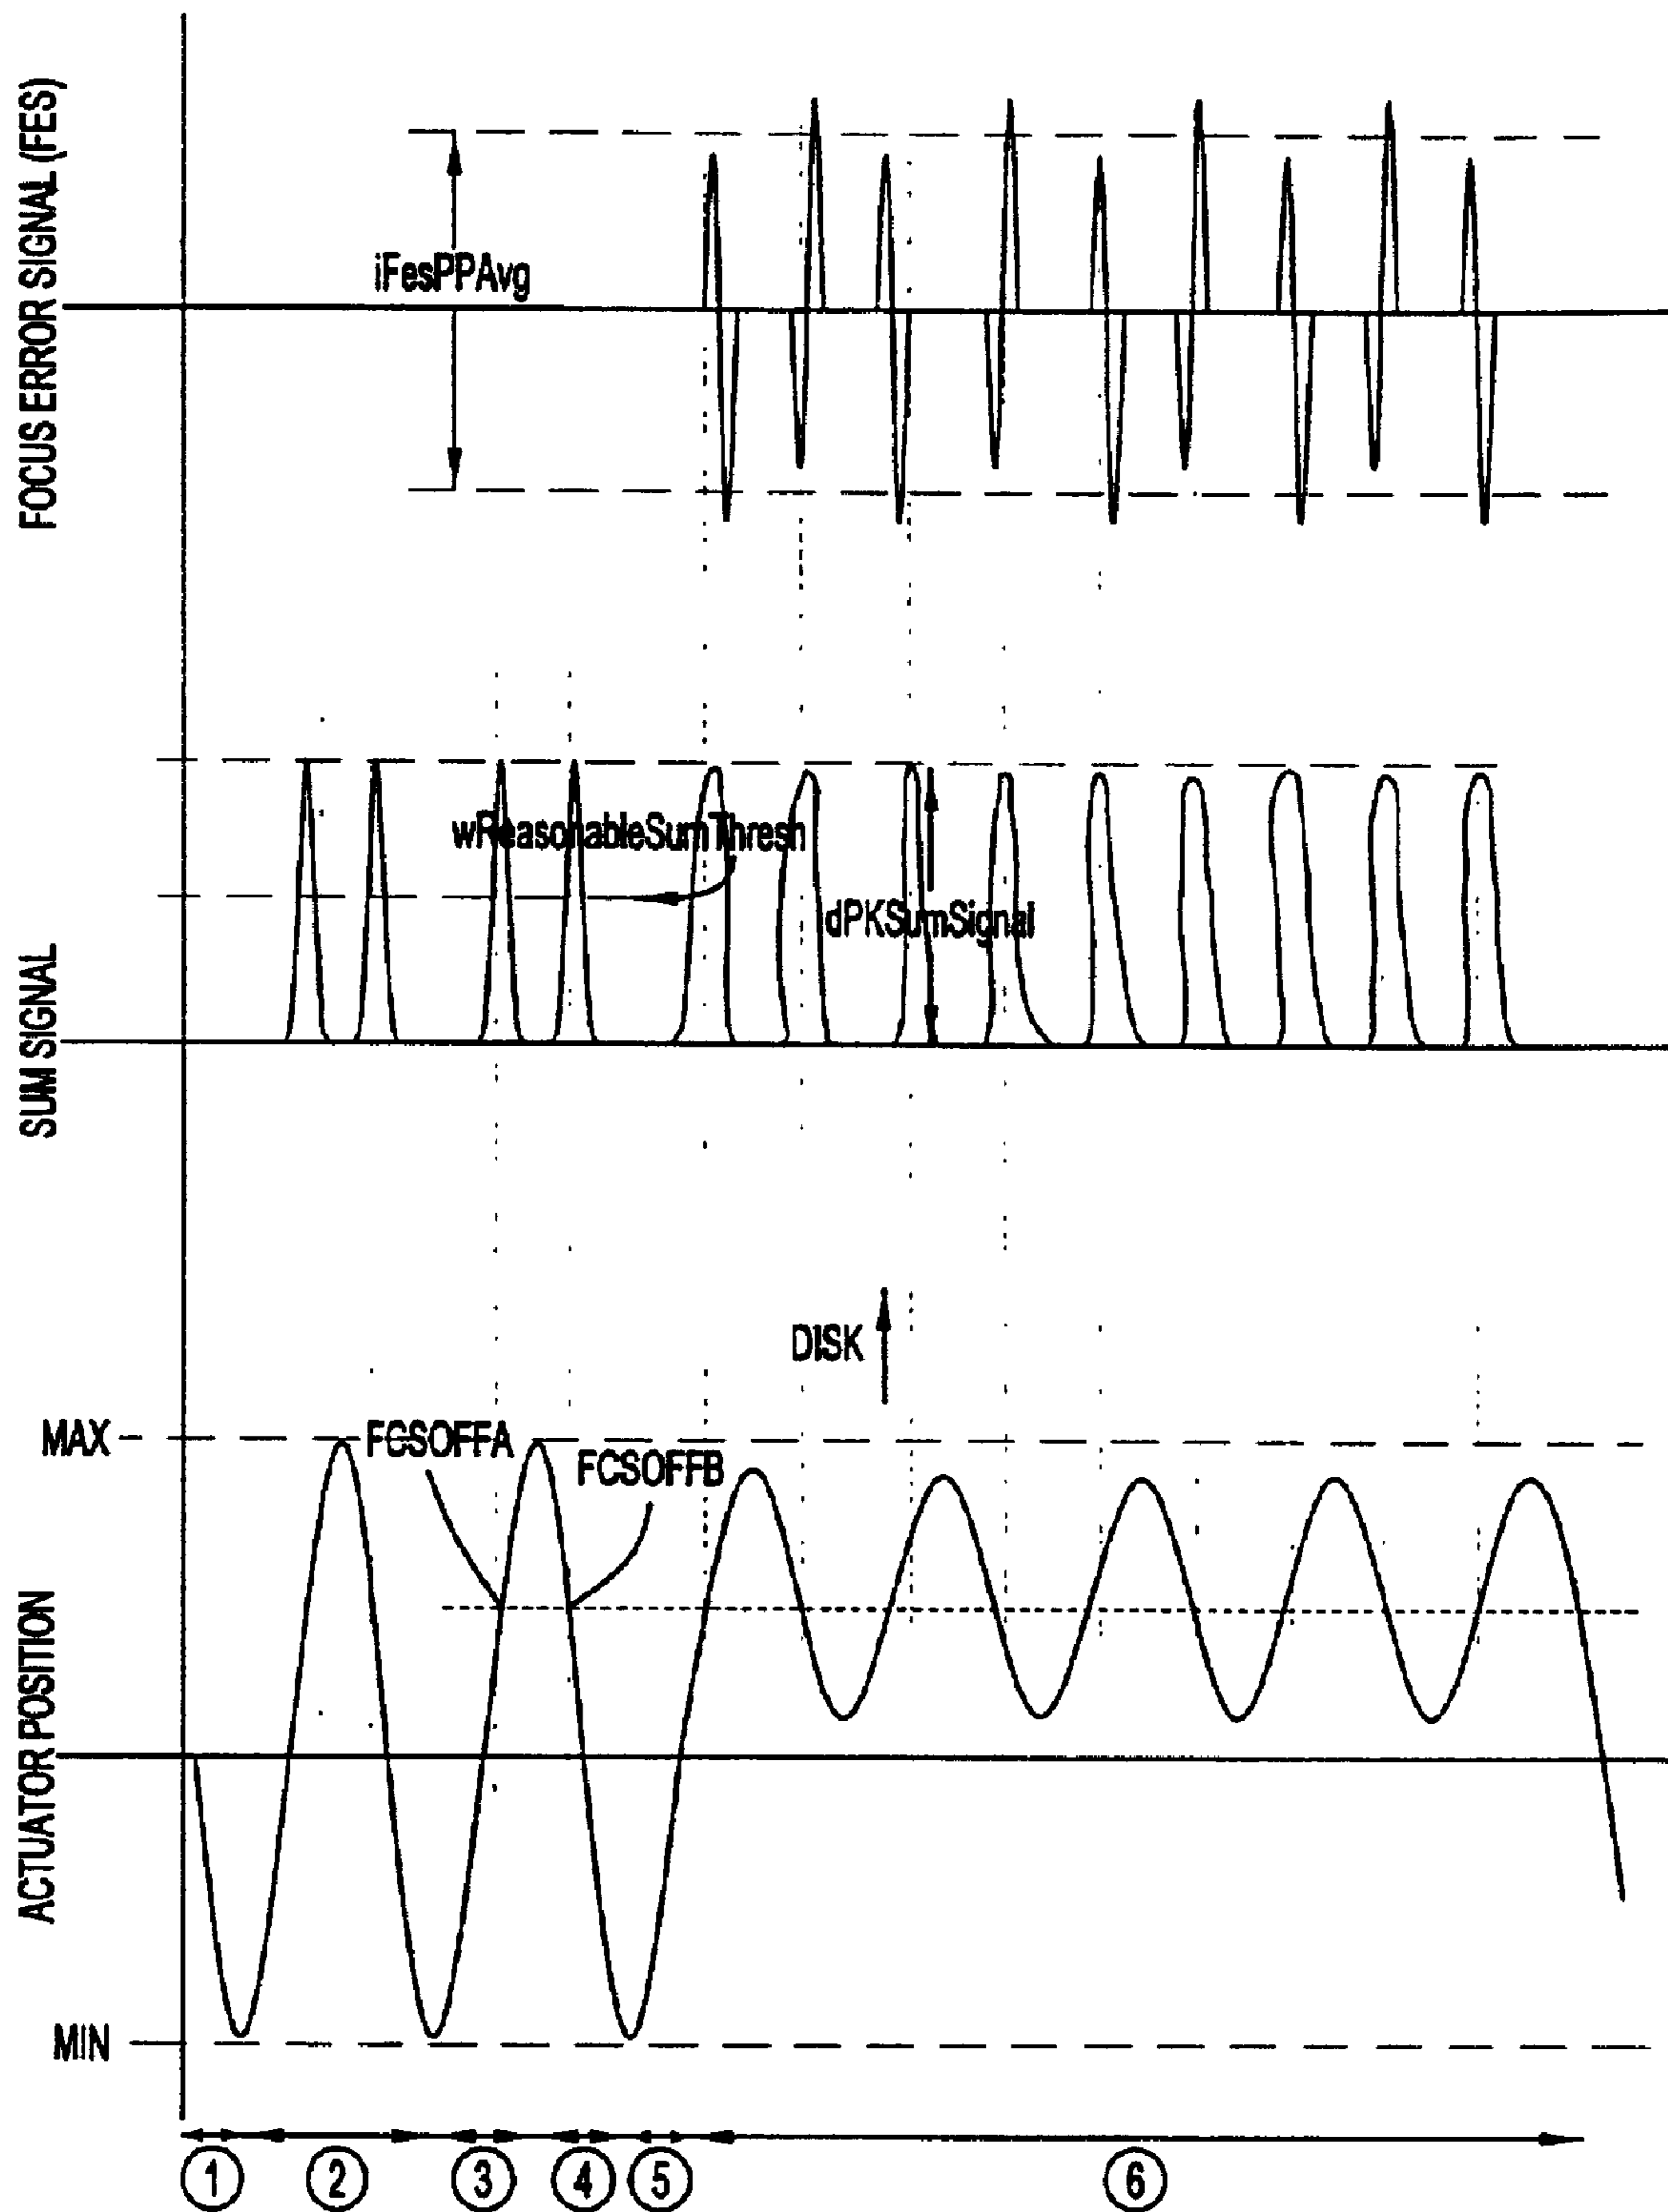 FOCUS ERROR SIGNAL (FES)
iFesPPAvg
SUM SIGNAL
wReasonableSumThresh
dPKSumSignal
DISK
MAX
FCSOFFA
FCSOFFB
ACTUATOR POSITION
MIN
1 2 3 4 5 6